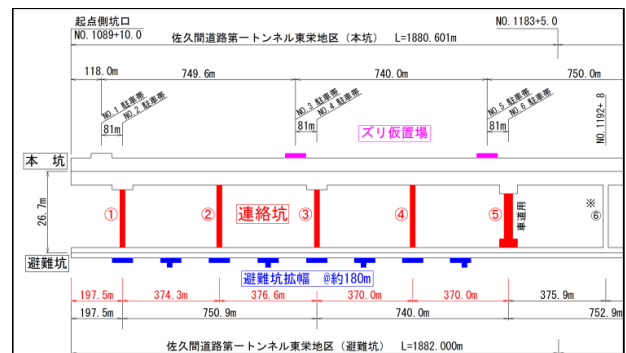 起点側坑口
NO.1089+10.0
NO.1183+5.0
佐久間道路第一トンネル東栄地区（本坑） L=1880.601m
118.0m
749.6m
740.0m
750.0m
NO.1 駐車帯
NO.2 駐車帯
NO.3 駐車帯
NO.4 駐車帯
NO.5 駐車帯
NO.6 駐車帯
81m
81m
81m
NO.1192+.8
ズリ仮置場
本 坑
26.7m
①
②
連絡坑
③
④
⑤
車道用
※
⑥
避難坑
避難坑拡幅 @約180m
197.5m
374.3m
376.6m
370.0m
370.0m
375.9m
197.5m
750.9m
740.0m
752.9m
佐久間道路第一トンネル東栄地区（避難坑） L=1882.000m